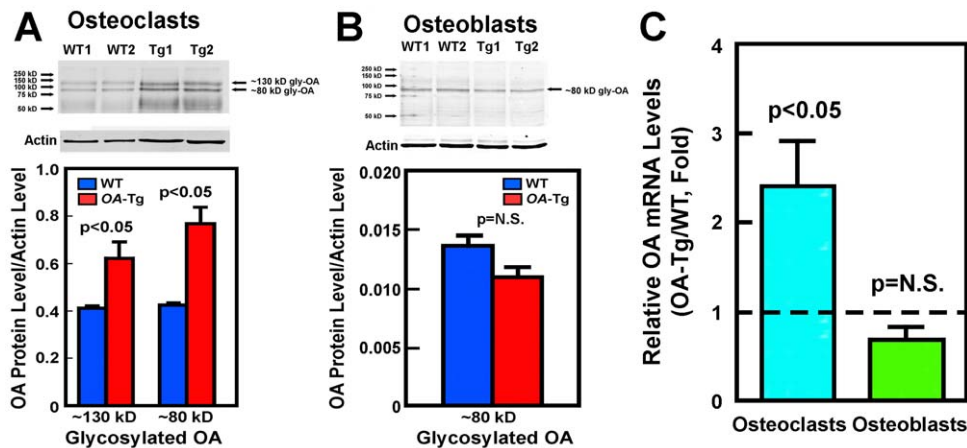 A
Osteoclasts
WT1 WT2 Tg1 Tg2
250 kD
150 kD
100 kD
75 kD
50 kD
~130 kD gly-OA
~80 kD gly-OA
Actin
OA Protein Level/Actin Level
1.0
0.8
0.6
0.4
0.2
0
WT
OA-Tg
p<0.05
p<0.05
~130 kD ~80 kD
Glycosylated OA
B
Osteoblasts
WT1 WT2 Tg1 Tg2
250 kD
150 kD
100 kD
75 kD
50 kD
~80 kD gly-OA
Actin
OA Protein Level/Actin Level
0.020
0.015
0.010
0.005
0.000
WT
OA-Tg
p=N.S.
~80 kD
Glycosylated OA
C
Relative OA mRNA Levels
(OA-Tg/WT, Fold)
4
3
2
1
0
p<0.05
p=N.S.
Osteoclasts Osteoblasts